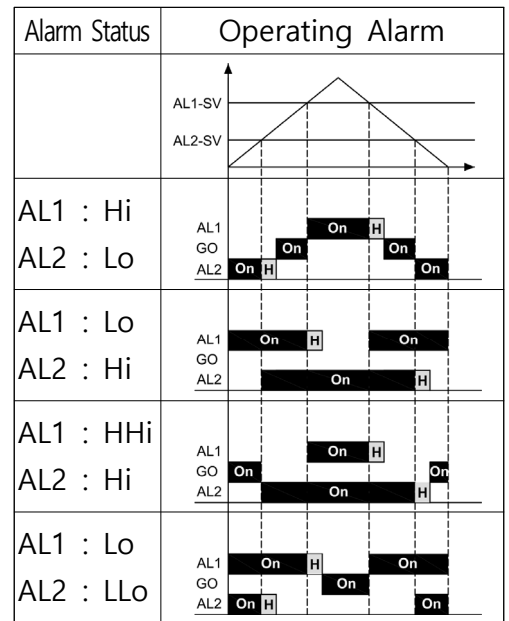 Alarm Status Operating Alarm
AL1-SV
AL2-SV
AL1 : Hi
AL2 : Lo
AL1 On H
GO On On
AL2 On H On
AL1 : Lo
AL2 : Hi
AL1 On H On
GO
AL2 On H
AL1 : HHi
AL2 : Hi
AL1 On H
GO On On
AL2 On H
AL1 : Lo
AL2 : LLo
AL1 On H On
GO On
AL2 On H On